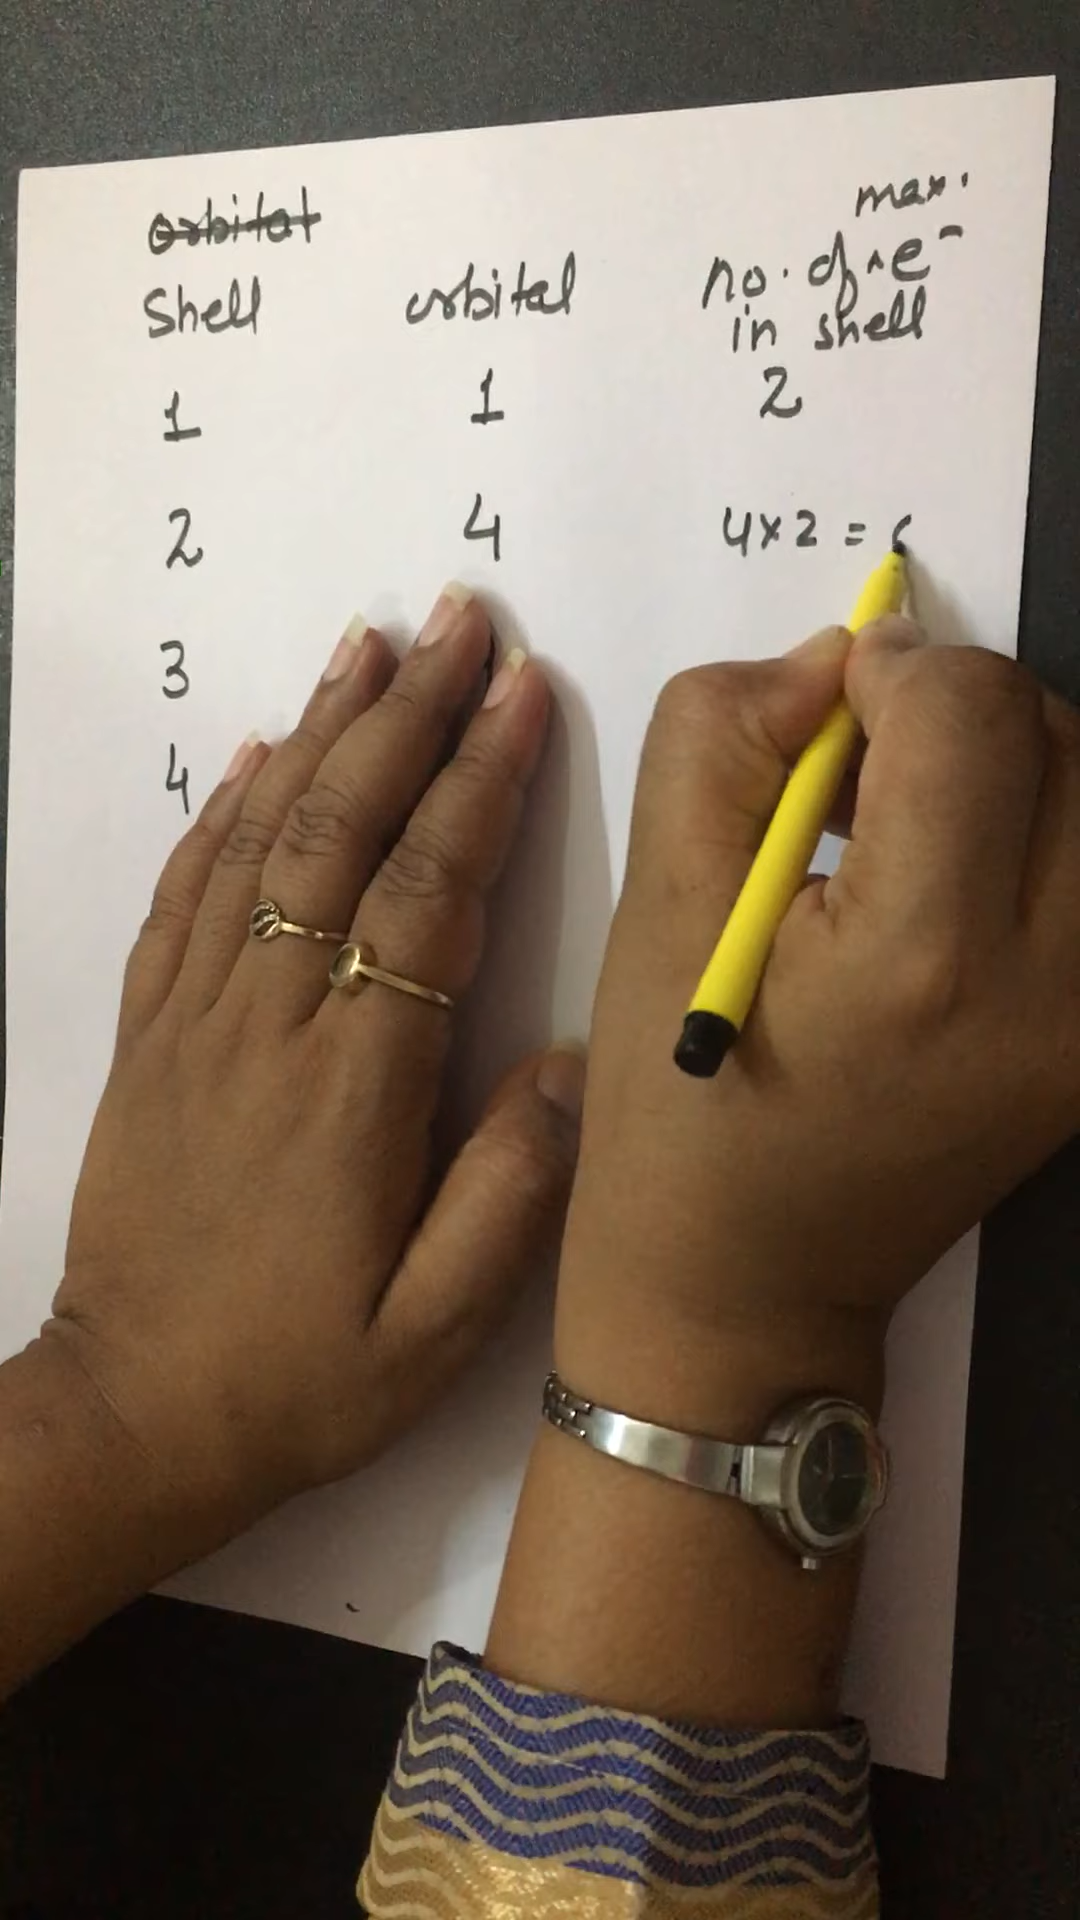 orbital
max.
Shell orbital no. of ^ e⁻
in shell
1 1 2
2 4 4×2 =
3
4